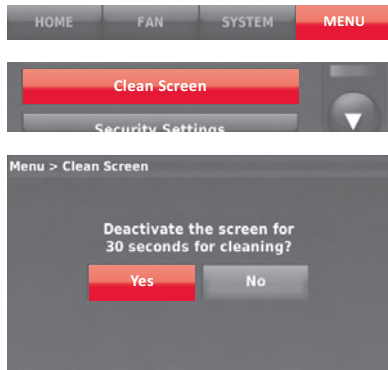 HOME FAN SYSTEM MENU
Clean Screen
Security Settings
Menu > Clean Screen
Deactivate the screen for
30 seconds for cleaning?
Yes No